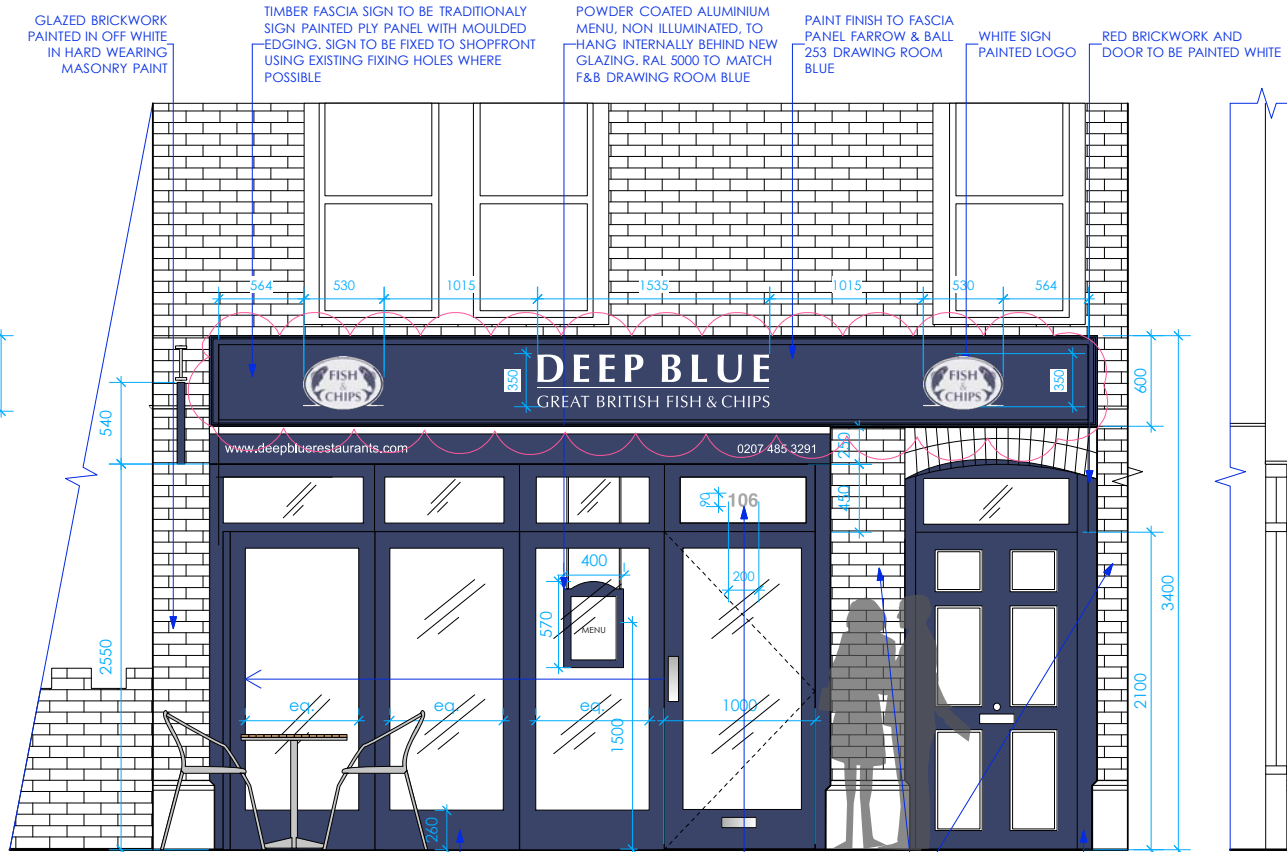 GLAZED BRICKWORK
PAINTED IN OFF WHITE
IN HARD WEARING
MASONRY PAINT
TIMBER FASCIA SIGN TO BE TRADITIONALY
SIGN PAINTED PLY PANEL WITH MOULDED
EDGING. SIGN TO BE FIXED TO SHOPFRONT
USING EXISTING FIXING HOLES WHERE
POSSIBLE
POWDER COATED ALUMINIUM
MENU, NON ILLUMINATED, TO
HANG INTERNALLY BEHIND NEW
GLAZING. RAL 5000 TO MATCH
F&B DRAWING ROOM BLUE
PAINT FINISH TO FASCIA
PANEL FARROW & BALL
253 DRAWING ROOM
BLUE
WHITE SIGN
PAINTED LOGO
RED BRICKWORK AND
DOOR TO BE PAINTED WHITE
564
530
1015
1535
1015
530
564
FISH
&
CHIPS
350
DEEP BLUE
GREAT BRITISH FISH & CHIPS
FISH
&
CHIPS
350
600
540
www.deepbluerestaurants.com
0207 485 3291
250
90
106
450
400
200
570
MENU
3400
2550
2100
eq.
eq.
eq.
1000
1500
260